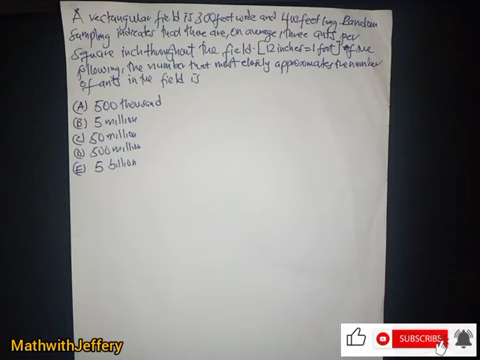 A rectangular field is 300 feet wide and 400 feet long. Random
Sampling indicates that there are, on average, three ants per
Square inch throughout the field. [12 inches = 1 foot] Of the
following, the number that most closely approximates the number
of ants in the field is
(A) 500 thousand
(B) 5 million
(C) 50 million
(D) 500 million
(E) 5 billion
MathwithJeffery
SUBSCRIBE